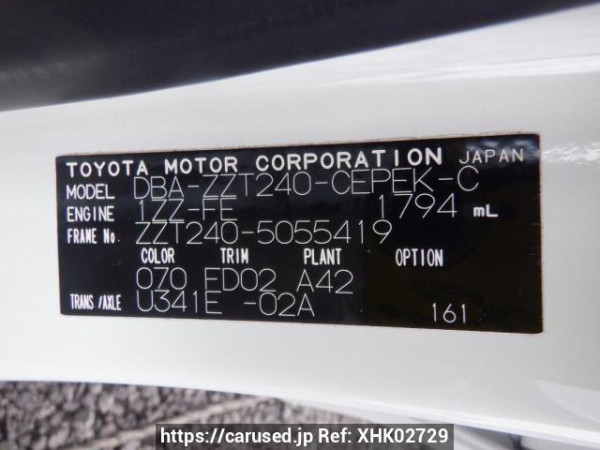 TOYOTA MOTOR CORPORATION JAPAN
MODEL DBA-ZZT240-CEPEK-C
ENGINE 1ZZ-FE 1794 mL
FRAME No. ZZT240-5055419
COLOR TRIM PLANT OPTION
070 ED02 A42
TRANS/AXLE U341E -02A 161
https://carused.jp Ref: XHK02729